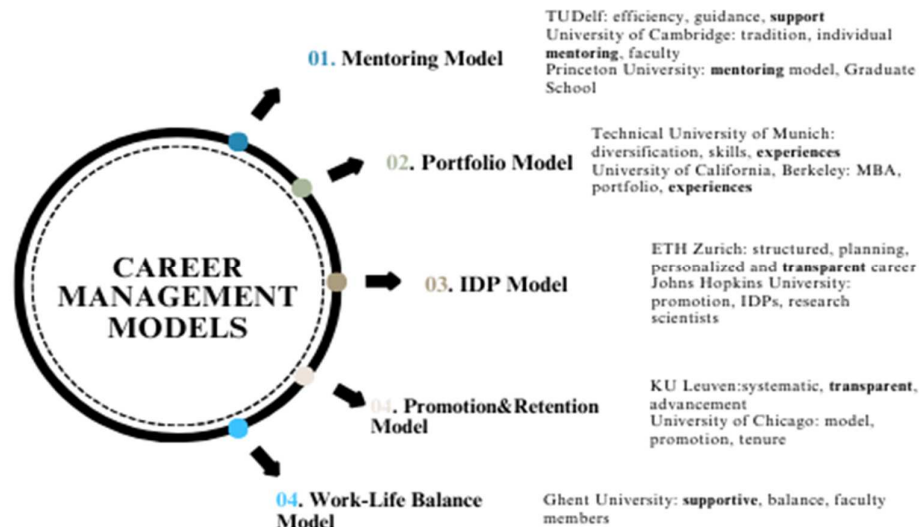 CAREER
MANAGEMENT
MODELS
01. Mentoring Model
TUDelf: efficiency, guidance, support
University of Cambridge: tradition, individual
mentoring, faculty
Princeton University: mentoring model, Graduate
School
02. Portfolio Model
Technical University of Munich:
diversification, skills, experiences
University of California, Berkeley: MBA,
portfolio, experiences
03. IDP Model
ETH Zurich: structured, planning,
personalized and transparent career
Johns Hopkins University:
promotion, IDPs, research
scientists
04. Promotion&Retention
Model
KU Leuven:systematic, transparent,
advancement
University of Chicago: model,
promotion, tenure
04. Work-Life Balance
Model
Ghent University: supportive, balance, faculty
members